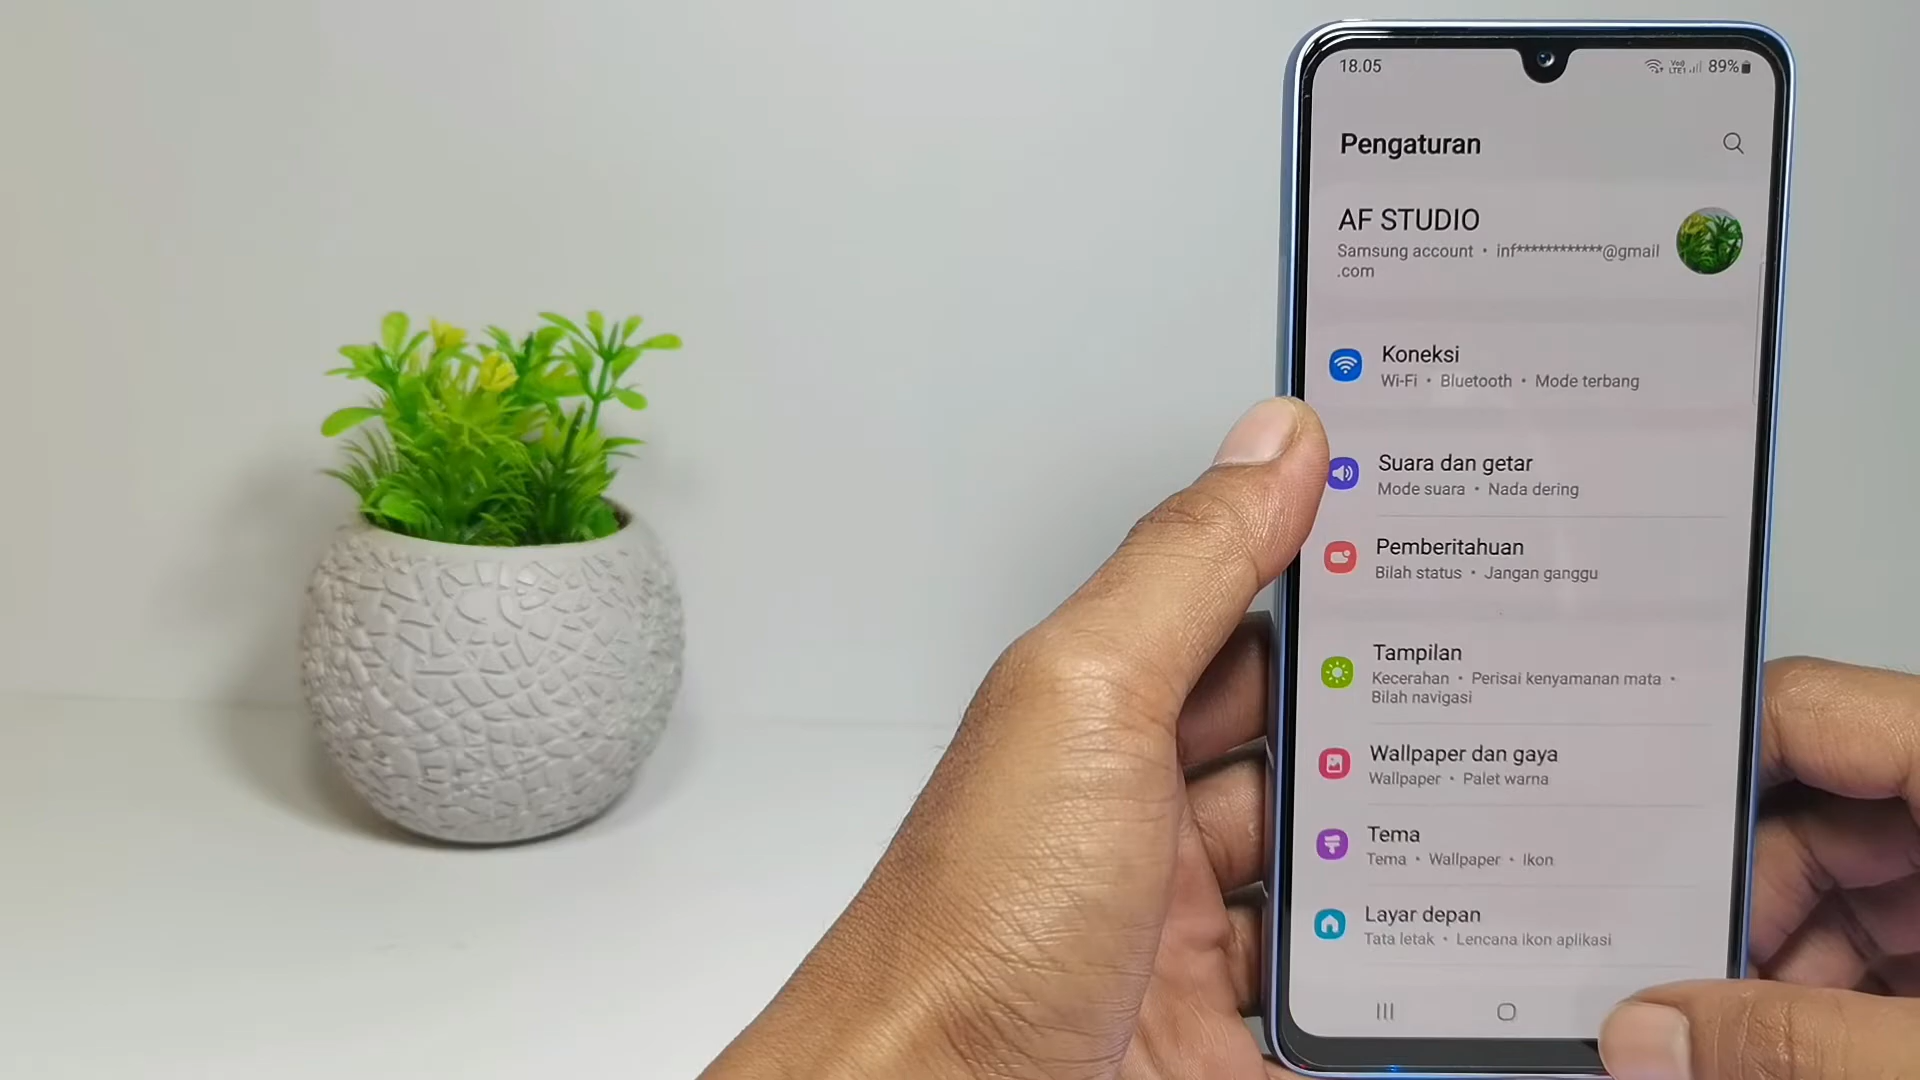 18.05
89%
Pengaturan
AF STUDIO
Samsung account • inf************@gmail
.com
Koneksi
Wi-Fi • Bluetooth • Mode terbang
Suara dan getar
Mode suara • Nada dering
Pemberitahuan
Bilah status • Jangan ganggu
Tampilan
Kecerahan • Perisai kenyamanan mata •
Bilah navigasi
Wallpaper dan gaya
Wallpaper • Palet warna
Tema
Tema • Wallpaper • Ikon
Layar depan
Tata letak • Lencana ikon aplikasi